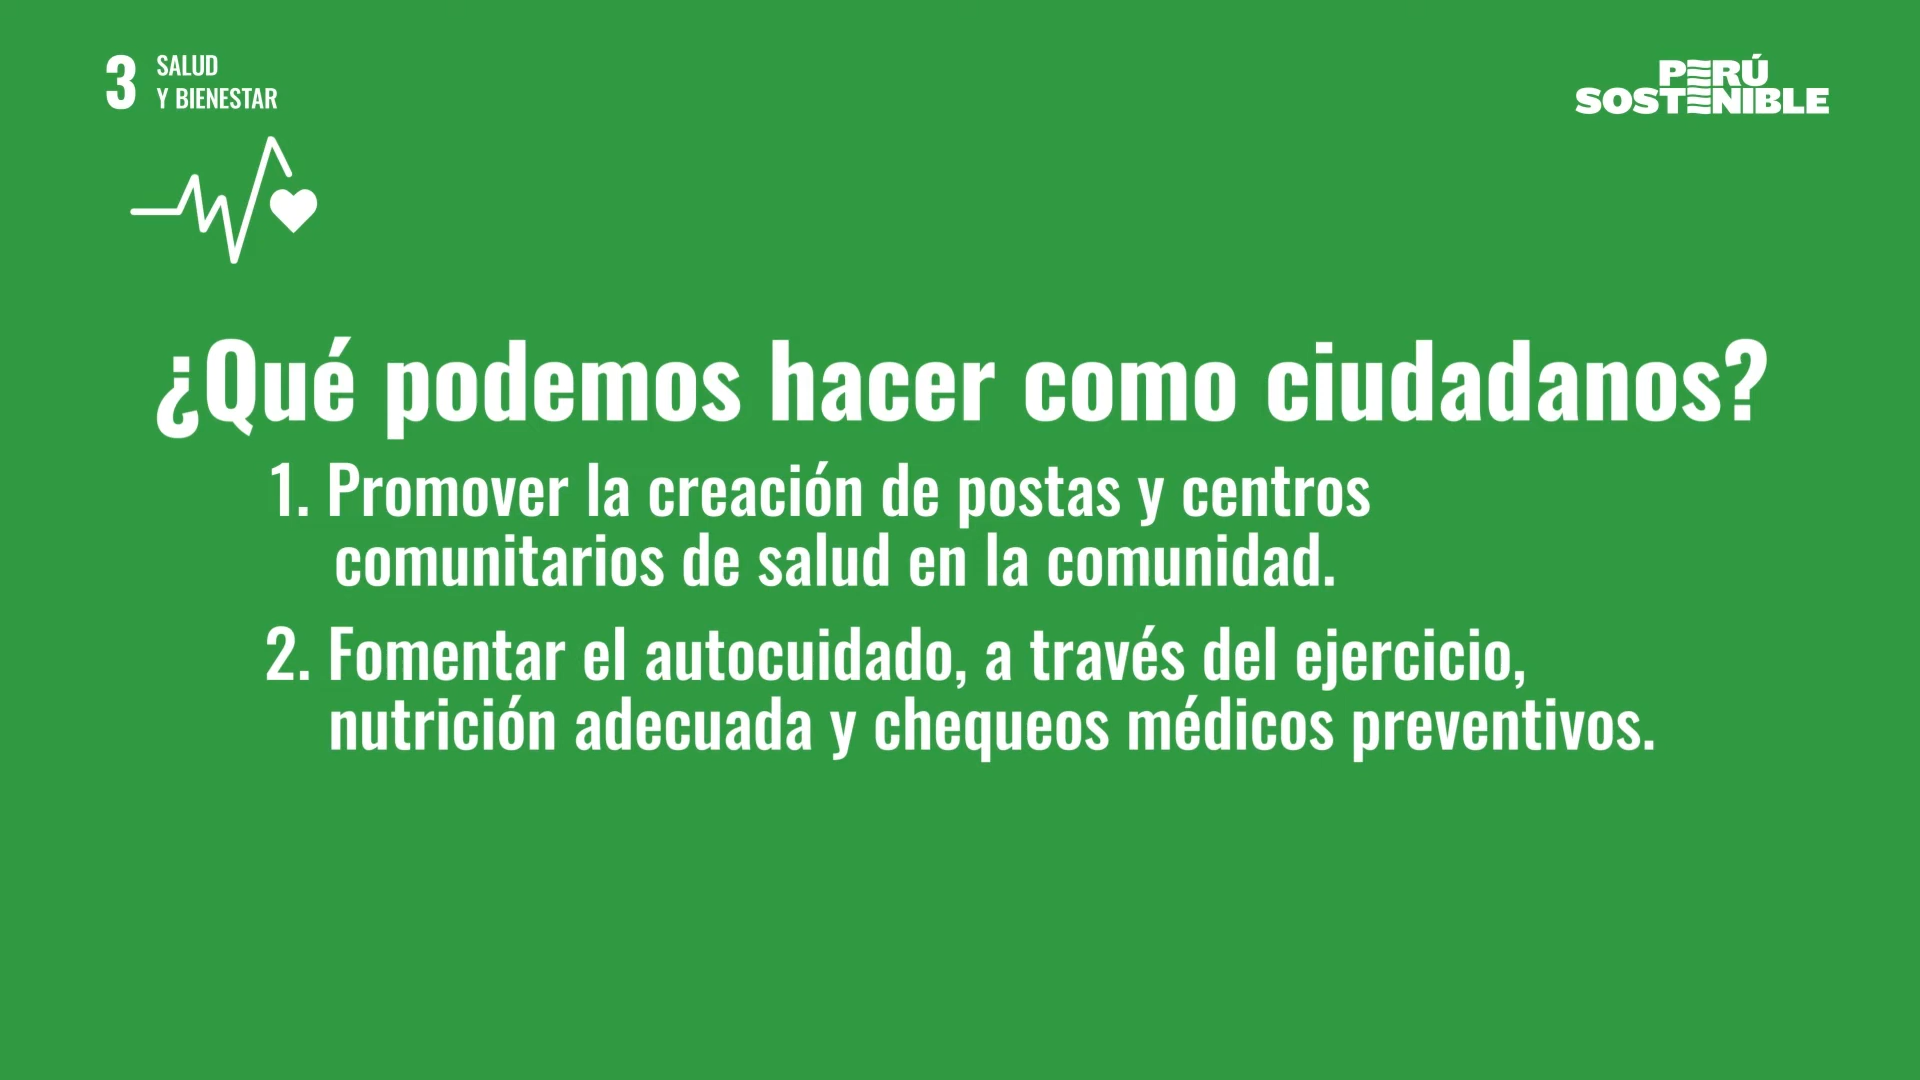 3 SALUD
Y BIENESTAR
PERÚ
SOSTENIBLE
¿Qué podemos hacer como ciudadanos?
1. Promover la creación de postas y centros
comunitarios de salud en la comunidad.
2. Fomentar el autocuidado, a través del ejercicio,
nutrición adecuada y chequeos médicos preventivos.